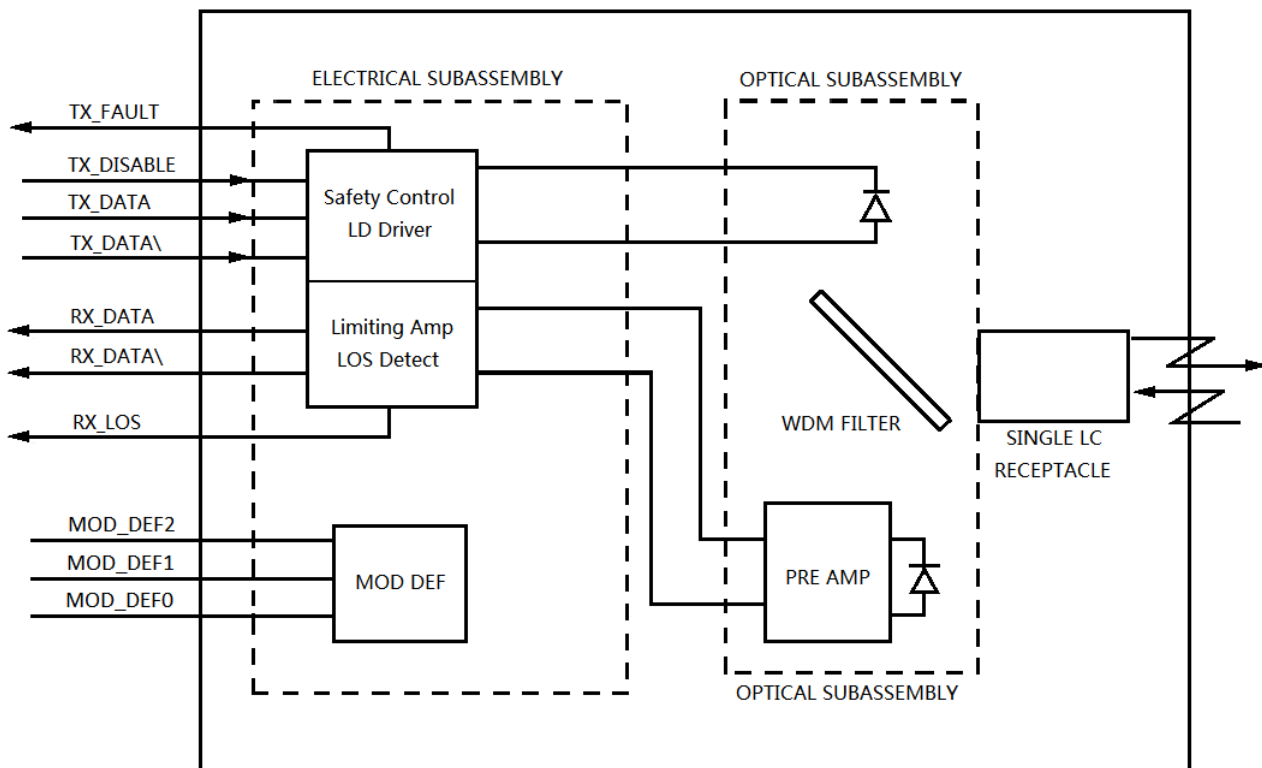 ELECTRICAL SUBASSEMBLY
OPTICAL SUBASSEMBLY
TX_FAULT
TX_DISABLE
TX_DATA
TX_DATA\
Safety Control
LD Driver
RX_DATA
RX_DATA\
Limiting Amp
LOS Detect
RX_LOS
WDM FILTER
SINGLE LC
RECEPTACLE
MOD_DEF2
MOD_DEF1
MOD_DEF0
MOD DEF
PRE AMP
OPTICAL SUBASSEMBLY